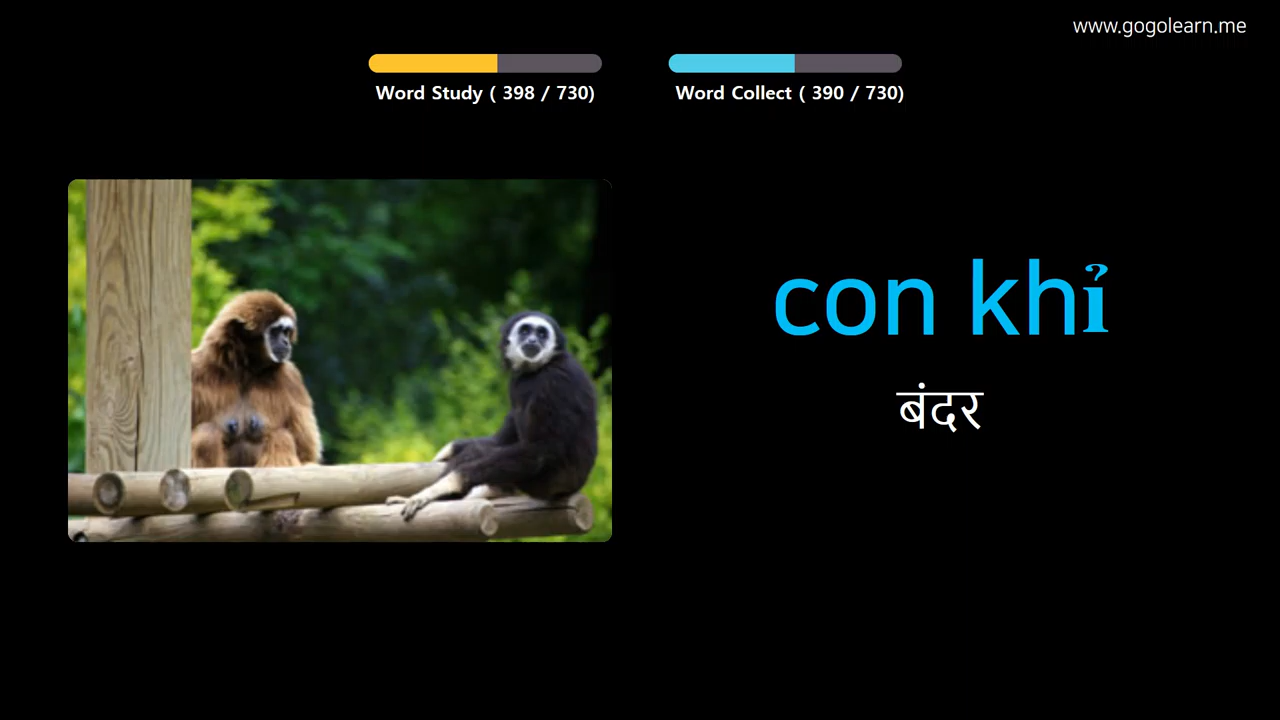 www.gogolearn.me
Word Study ( 398 / 730)
Word Collect ( 390 / 730)
con khỉ
बंदर